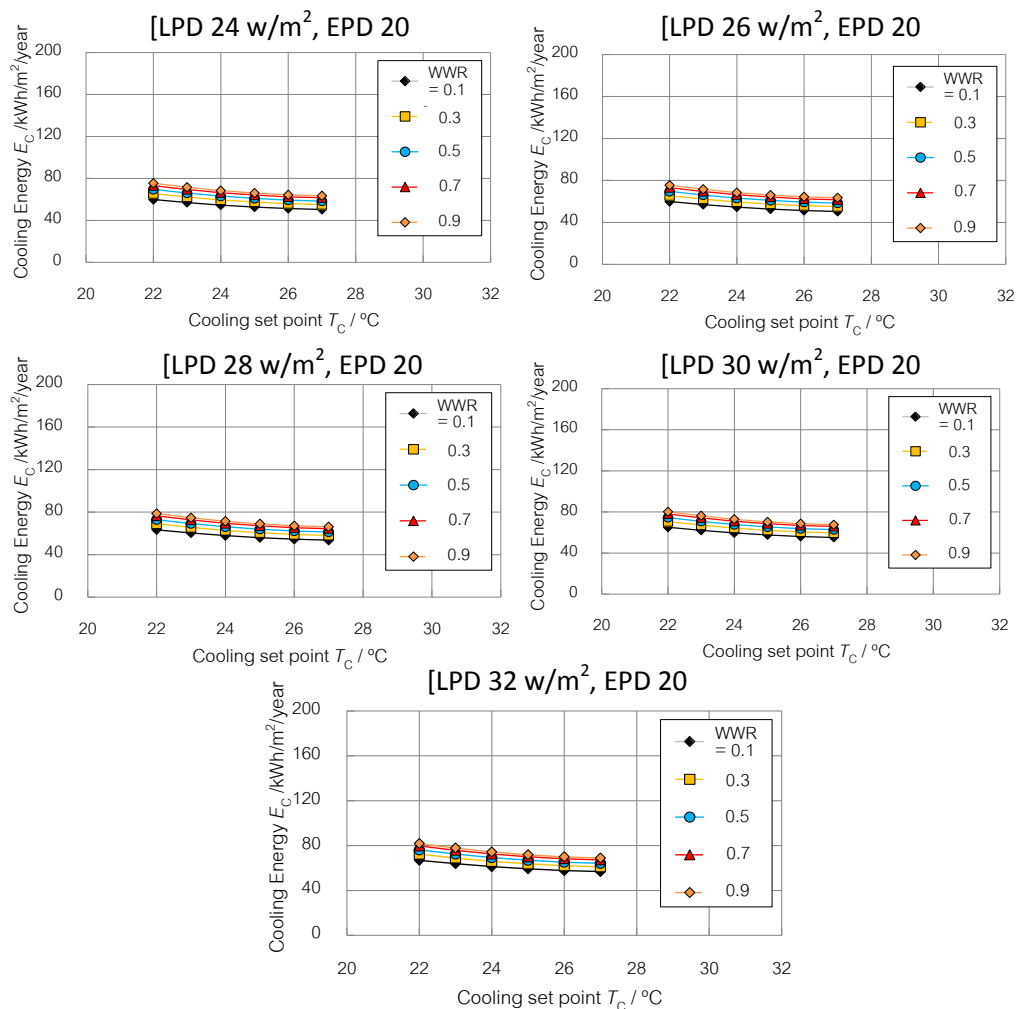 [LPD 24 w/m², EPD 20
Cooling Energy E_C /kWh/m²/year
200
160
120
80
40
0
20 22 24 26 28 30 32
Cooling set point T_C / ºC
WWR
= 0.1
0.3
0.5
0.7
0.9
[LPD 26 w/m², EPD 20
Cooling Energy E_C /kWh/m²/year
200
160
120
80
40
0
20 22 24 26 28 30 32
Cooling set point T_C / ºC
WWR
= 0.1
0.3
0.5
0.7
0.9
[LPD 28 w/m², EPD 20
Cooling Energy E_C /kWh/m²/year
200
160
120
80
40
0
20 22 24 26 28 30 32
Cooling set point T_C / ºC
WWR
= 0.1
0.3
0.5
0.7
0.9
[LPD 30 w/m², EPD 20
Cooling Energy E_C /kWh/m²/year
200
160
120
80
40
0
20 22 24 26 28 30 32
Cooling set point T_C / ºC
WWR
= 0.1
0.3
0.5
0.7
0.9
[LPD 32 w/m², EPD 20
Cooling Energy E_C /kWh/m²/year
200
160
120
80
40
0
20 22 24 26 28 30 32
Cooling set point T_C / ºC
WWR
= 0.1
0.3
0.5
0.7
0.9